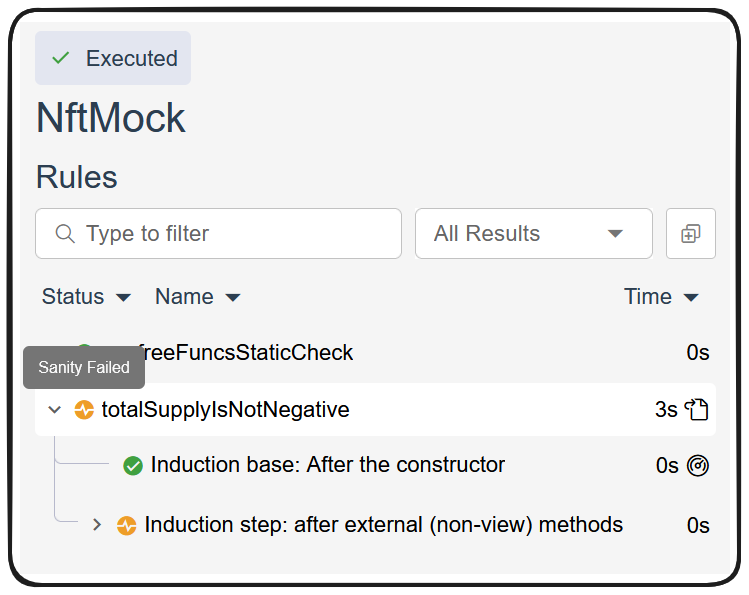 Executed
NftMock
Rules
Type to filter
All Results
Status
Name
Time
freeFuncsStaticCheck
0s
Sanity Failed
totalSupplyIsNotNegative
3s
Induction base: After the constructor
0s
Induction step: after external (non-view) methods
0s